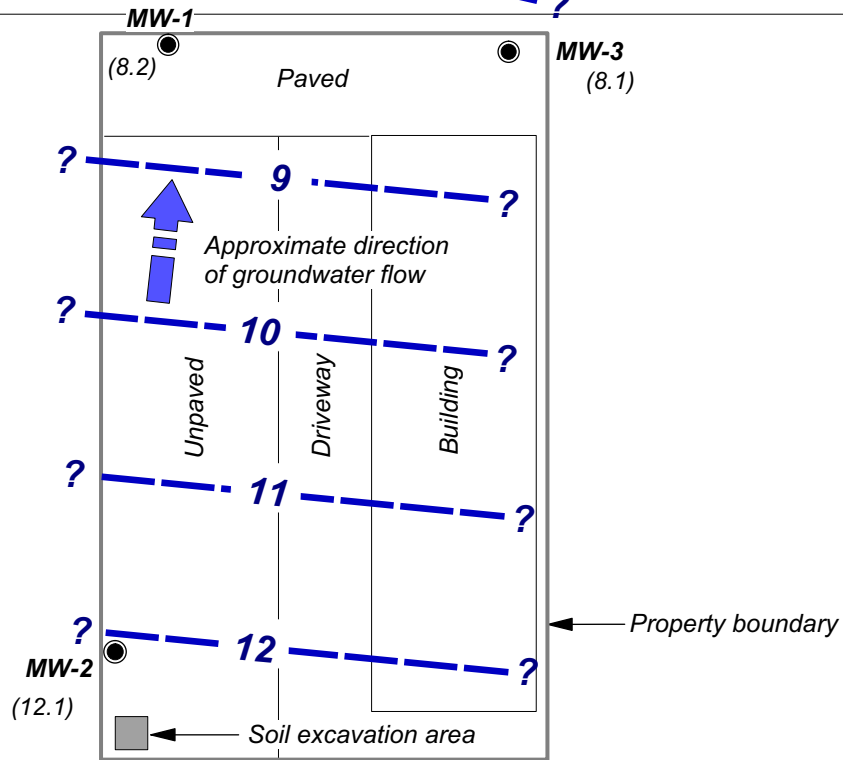 ?
MW-1
(8.2)
MW-3
(8.1)
Paved
? 9 ?
Approximate direction
of groundwater flow
? 10 ?
Unpaved
Driveway
Building
? 11 ?
? 12 ?
Property boundary
MW-2
(12.1)
Soil excavation area